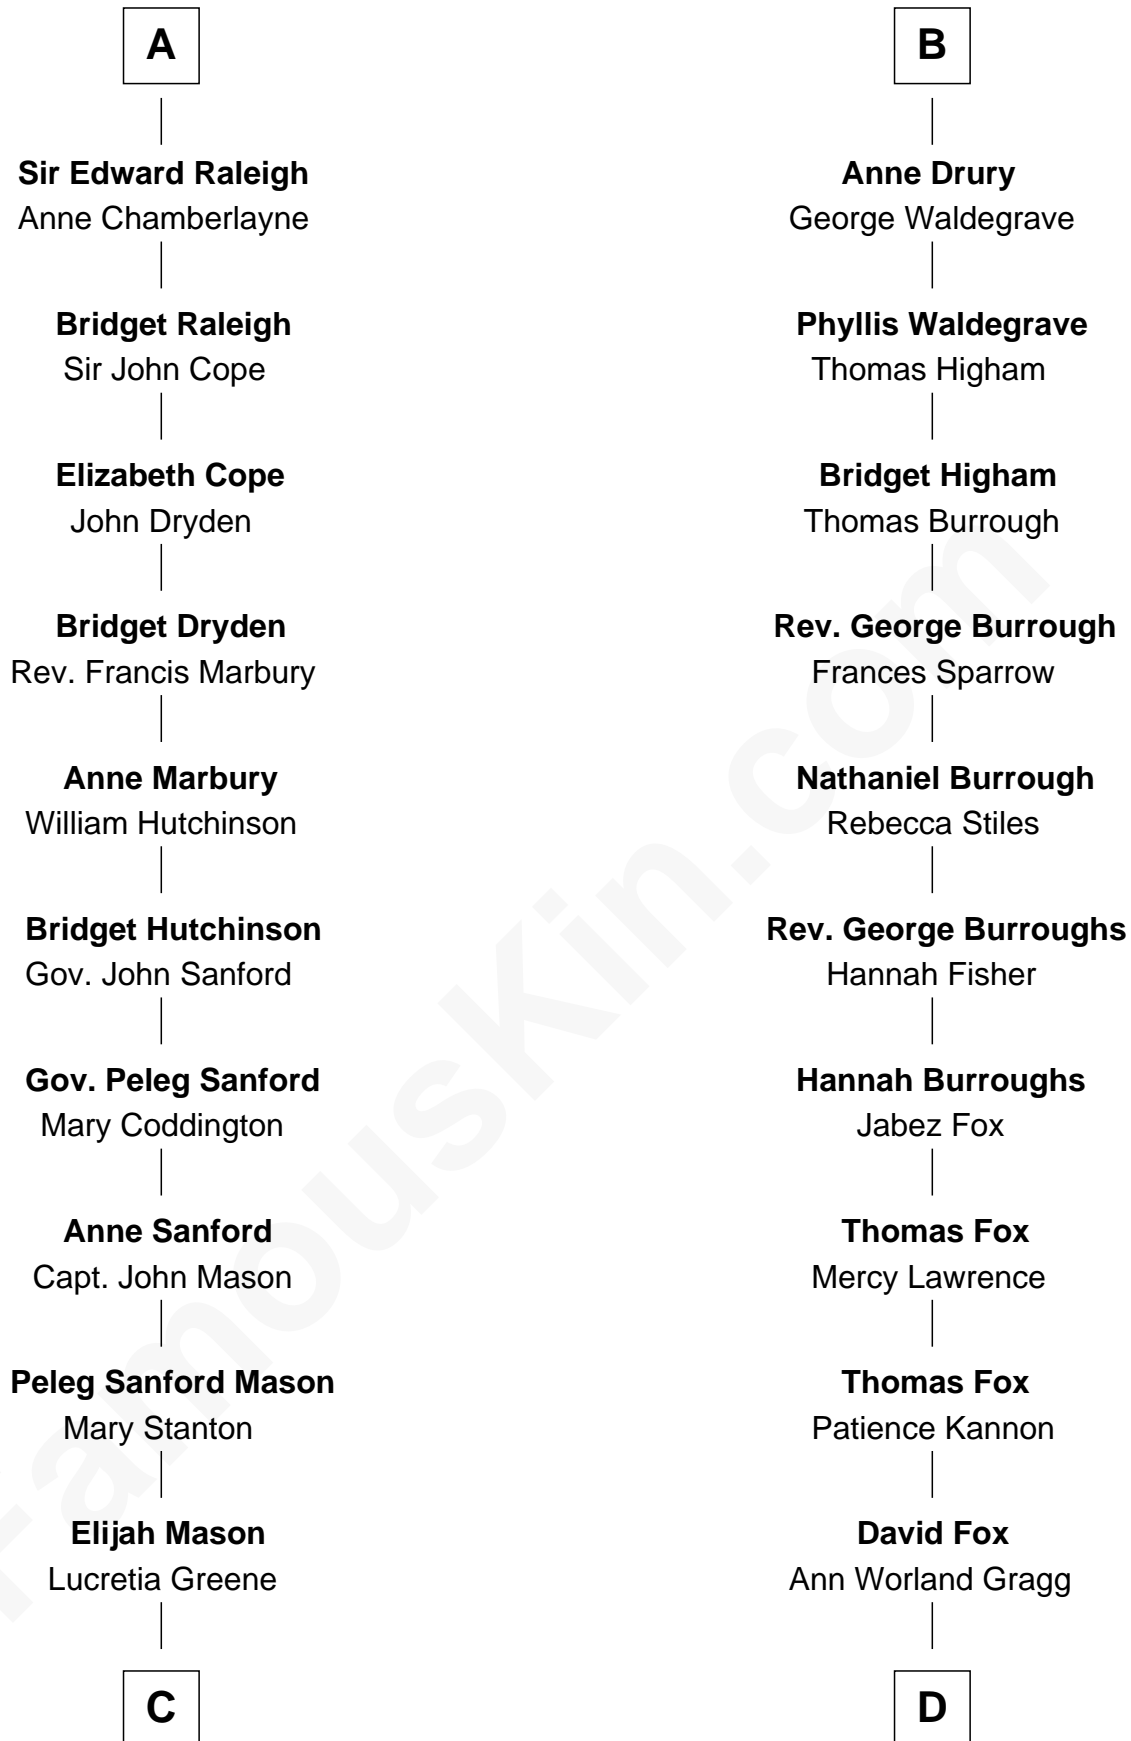 A
Sir Edward Raleigh
Anne Chamberlayne
Bridget Raleigh
Sir John Cope
Elizabeth Cope
John Dryden
Bridget Dryden
Rev. Francis Marbury
Anne Marbury
William Hutchinson
Bridget Hutchinson
Gov. John Sanford
Gov. Peleg Sanford
Mary Coddington
Anne Sanford
Capt. John Mason
Peleg Sanford Mason
Mary Stanton
Elijah Mason
Lucretia Greene
C
B
Anne Drury
George Waldegrave
Phyllis Waldegrave
Thomas Higham
Bridget Higham
Thomas Burrough
Rev. George Burrough
Frances Sparrow
Nathaniel Burrough
Rebecca Stiles
Rev. George Burroughs
Hannah Fisher
Hannah Burroughs
Jabez Fox
Thomas Fox
Mercy Lawrence
Thomas Fox
Patience Kannon
David Fox
Ann Worland Gragg
D
FamousKin.com